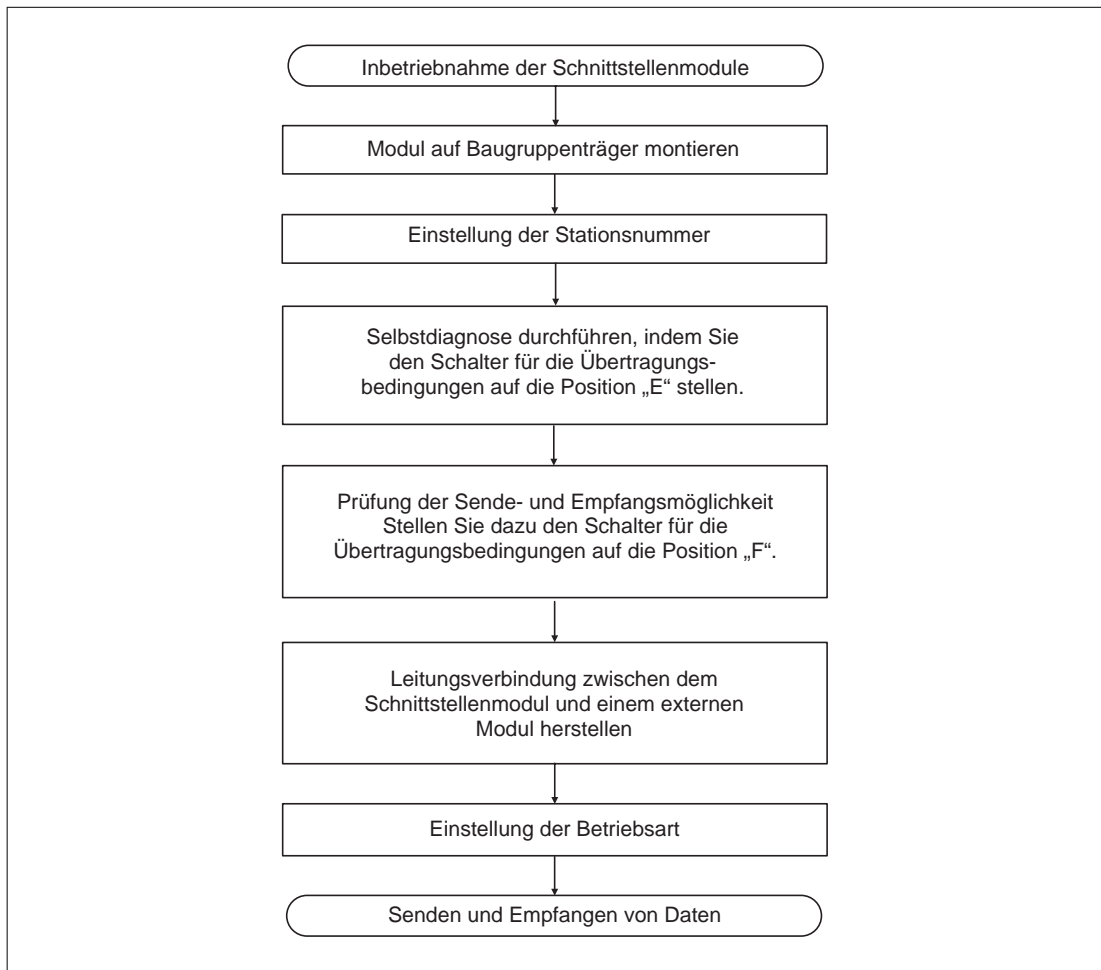 Inbetriebnahme der Schnittstellenmodule
Modul auf Baugruppenträger montieren
Einstellung der Stationsnummer
Selbstdiagnose durchführen, indem Sie
den Schalter für die Übertragungs-
bedingungen auf die Position „E“ stellen.
Prüfung der Sende- und Empfangsmöglichkeit
Stellen Sie dazu den Schalter für die
Übertragungsbedingungen auf die Position „F“.
Leitungsverbindung zwischen dem
Schnittstellenmodul und einem externen
Modul herstellen
Einstellung der Betriebsart
Senden und Empfangen von Daten